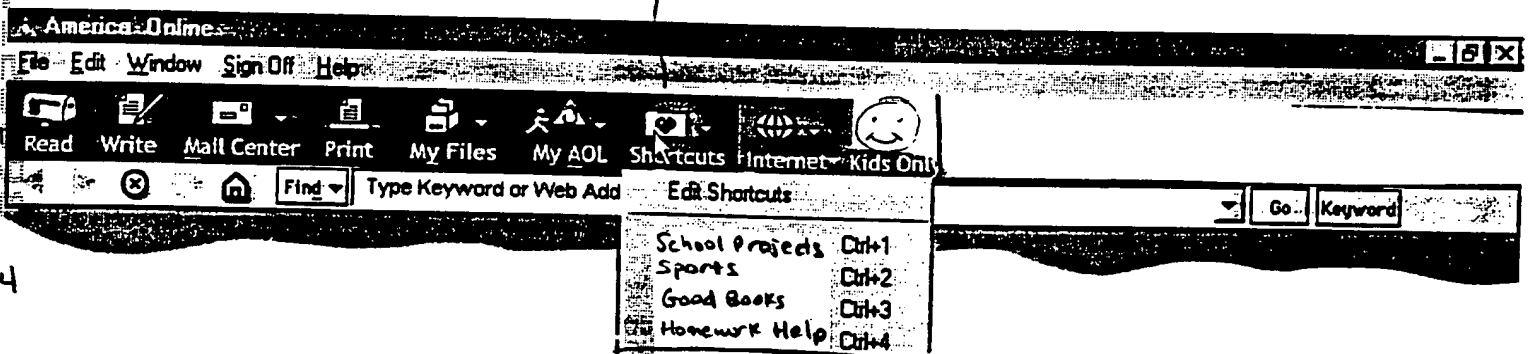 America Online
File Edit Window Sign Off Help
Read Write Mail Center Print My Files My AOL Shortcuts Internet Kids Only
Find Type Keyword or Web Add Go Keyword
Edit Shortcuts
School Projects Ctrl+1
Sports Ctrl+2
Good Books Ctrl+3
Homework Help Ctrl+4
4